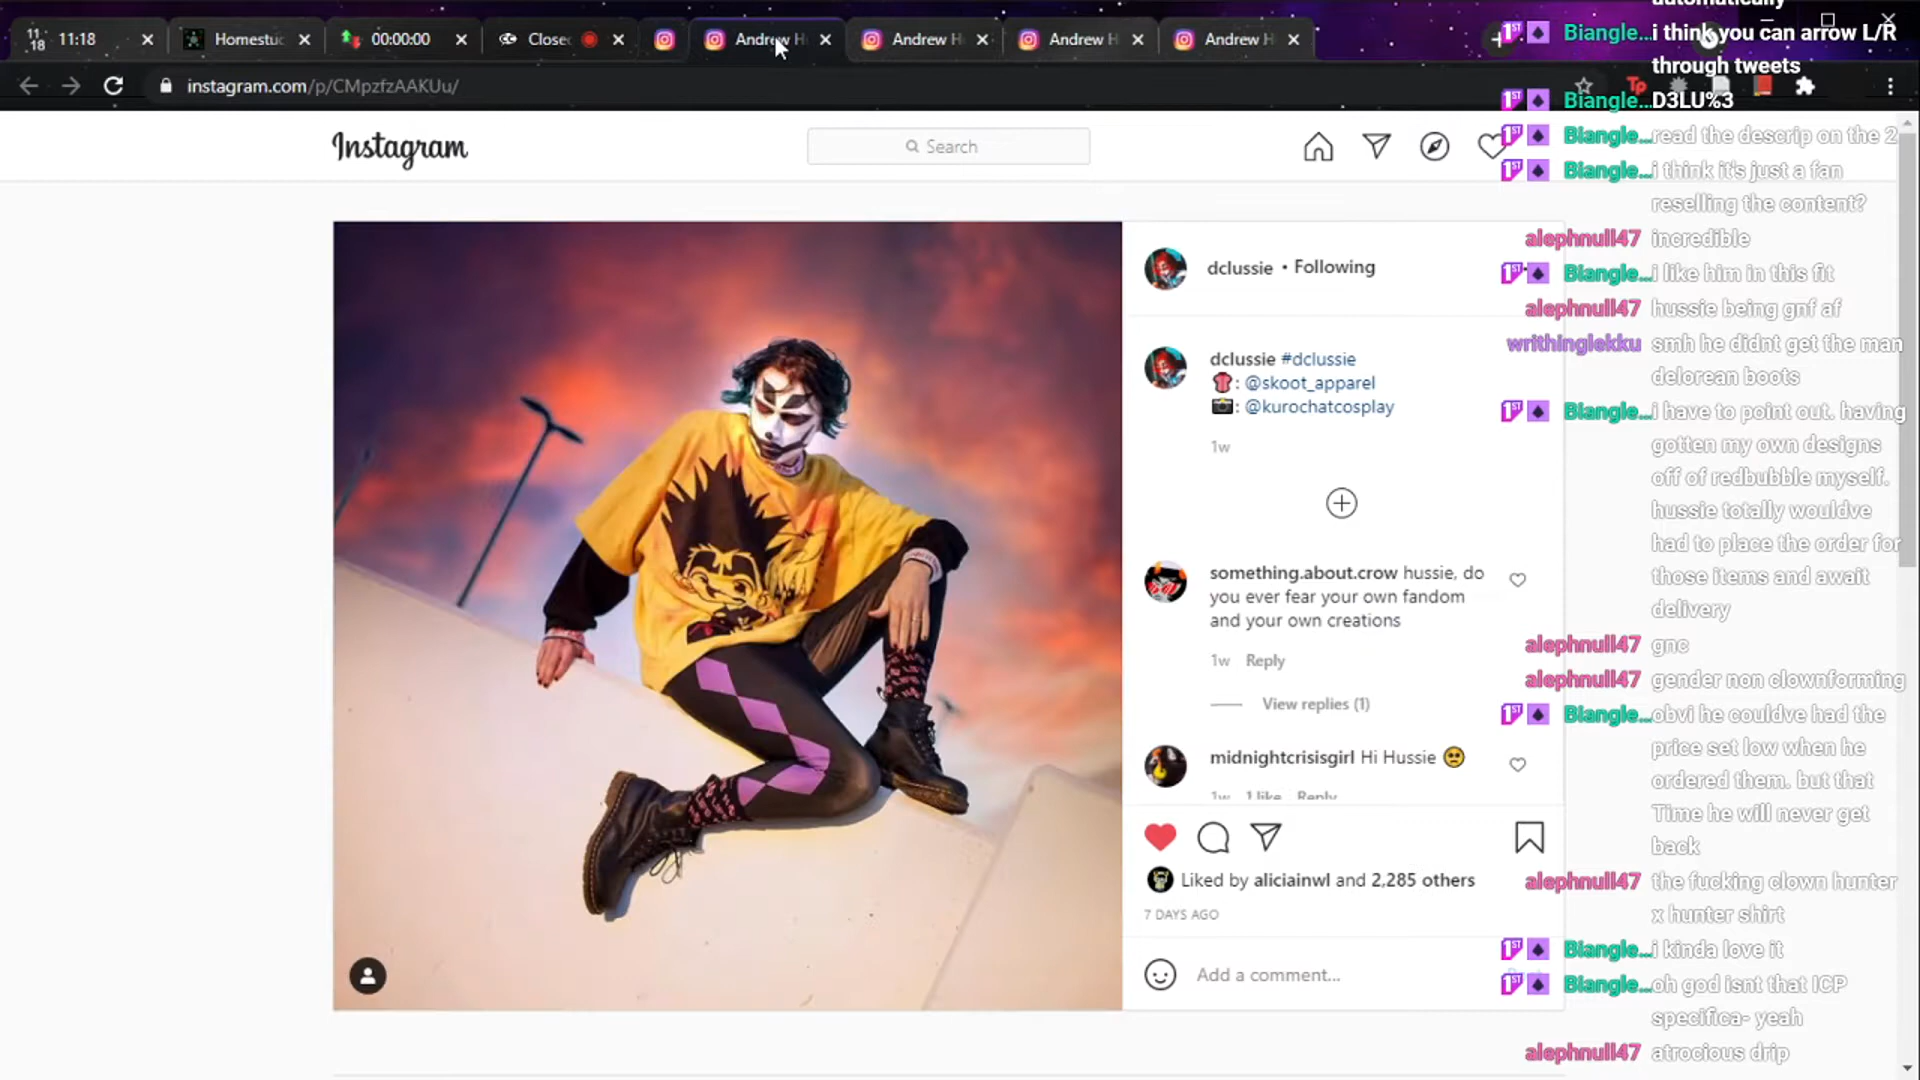 11
18
11:18
Homestuc
00:00:00
Close
Andrew H
Andrew H
Andrew H
Andrew H
instagram.com/p/CMpzfzAAKUu/
Instagram
Search
dclussie • Following
dclussie #dclussie
: @skoot_apparel
: @kurochatcosplay
1w
something.about.crow hussie, do
you ever fear your own fandom
and your own creations
1w Reply
View replies (1)
midnightcrisisgirl Hi Hussie
1w 1 like Reply
Liked by aliciainwl and 2,285 others
7 DAYS AGO
Add a comment...
automatically
Biangle... i think you can arrow L/R
through tweets
Biangle... D3LU%3
Biangle... read the descrip on the 2
Biangle... i think it's just a fan
reselling the content?
alephnull47 incredible
Biangle... i like him in this fit
alephnull47 hussie being gnf af
writhinglekku smh he didnt get the man
delorean boots
Biangle... i have to point out. having
gotten my own designs
off of redbubble myself.
hussie totally wouldve
had to place the order for
those items and await
delivery
alephnull47 gnc
alephnull47 gender non clownforming
Biangle... obvi he couldve had the
price set low when he
ordered them. but that
Time he will never get
back
alephnull47 the fucking clown hunter
x hunter shirt
Biangle... i kinda love it
Biangle... oh god isnt that ICP
specifica- yeah
alephnull47 atrocious drip